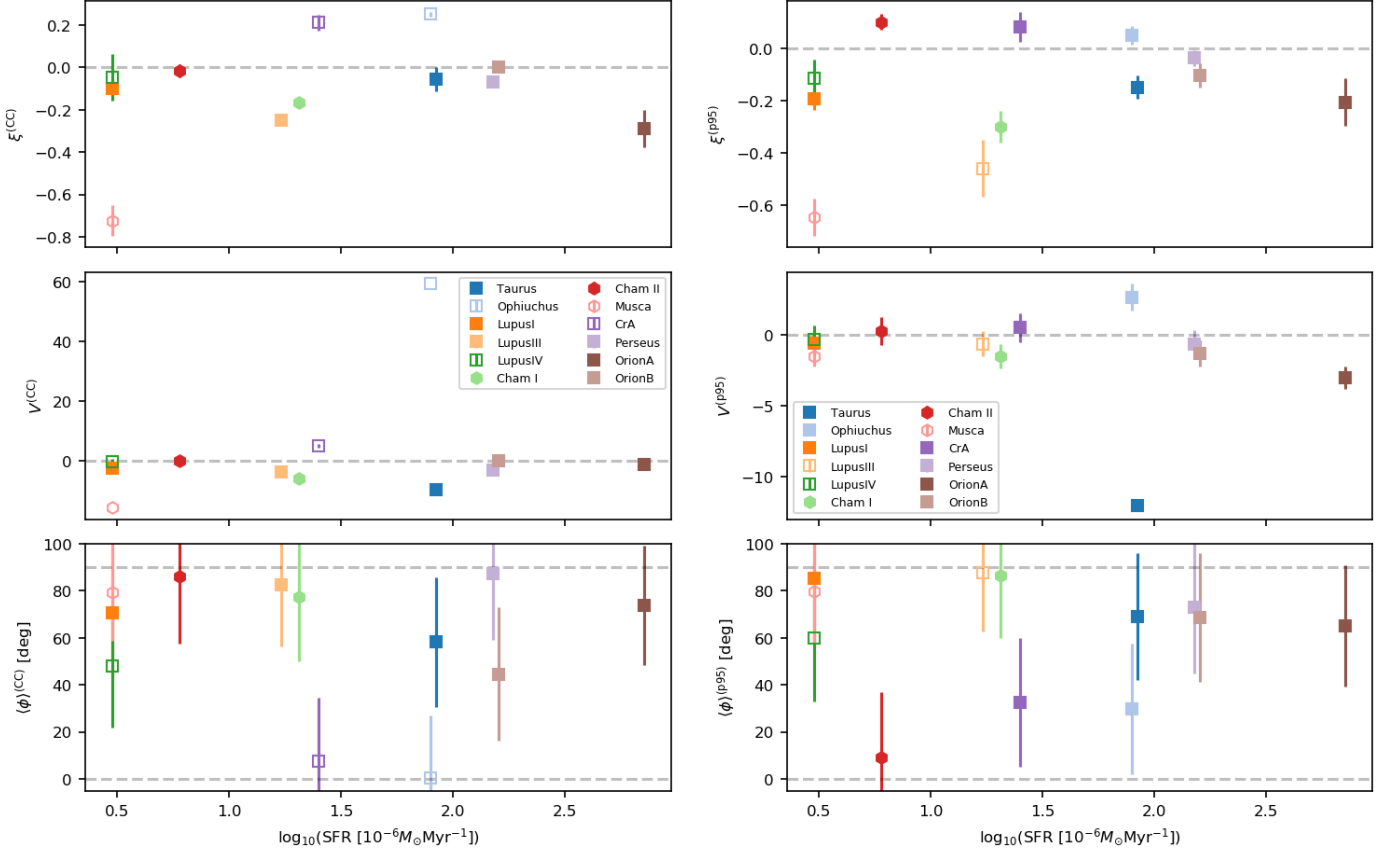 0.2
0.0
−0.2
−0.4
−0.6
−0.8
ξ(CC)
0.0
−0.2
−0.4
−0.6
ξ(p95)
60
40
20
0
V(CC)
Taurus
Ophiuchus
LupusI
LupusIII
LupusIV
Cham I
Cham II
Musca
CrA
Perseus
OrionA
OrionB
0
−5
−10
V(p95)
Taurus
Ophiuchus
LupusI
LupusIII
LupusIV
Cham I
Cham II
Musca
CrA
Perseus
OrionA
OrionB
100
80
60
40
20
0
⟨ϕ⟩(CC) [deg]
0.5 1.0 1.5 2.0 2.5
log10(SFR [10−6M⊙Myr−1])
100
80
60
40
20
0
⟨ϕ⟩(p95) [deg]
0.5 1.0 1.5 2.0 2.5
log10(SFR [10−6M⊙Myr−1])